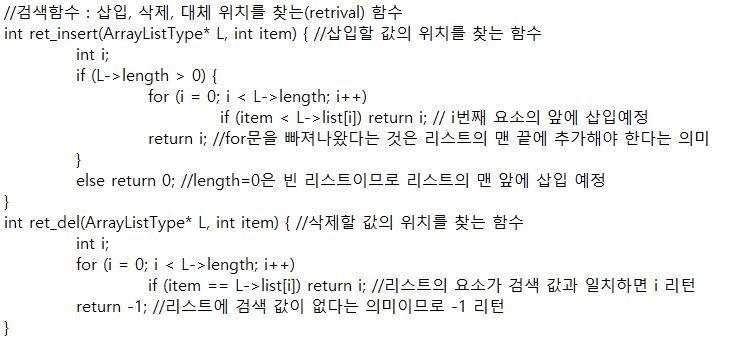 //검색함수 : 삽입, 삭제, 대체 위치를 찾는(retrival) 함수
int ret_insert(ArrayListType* L, int item) { //삽입할 값의 위치를 찾는 함수
int i;
if (L->length > 0) {
for (i = 0; i < L->length; i++)
if (item < L->list[i]) return i; // i번째 요소의 앞에 삽입예정
return i; //for문을 빠져나왔다는 것은 리스트의 맨 끝에 추가해야 한다는 의미
}
else return 0; //length=0은 빈 리스트이므로 리스트의 맨 앞에 삽입 예정
}
int ret_del(ArrayListType* L, int item) { //삭제할 값의 위치를 찾는 함수
int i;
for (i = 0; i < L->length; i++)
if (item == L->list[i]) return i; //리스트의 요소가 검색 값과 일치하면 i 리턴
return -1; //리스트에 검색 값이 없다는 의미이므로 -1 리턴
}